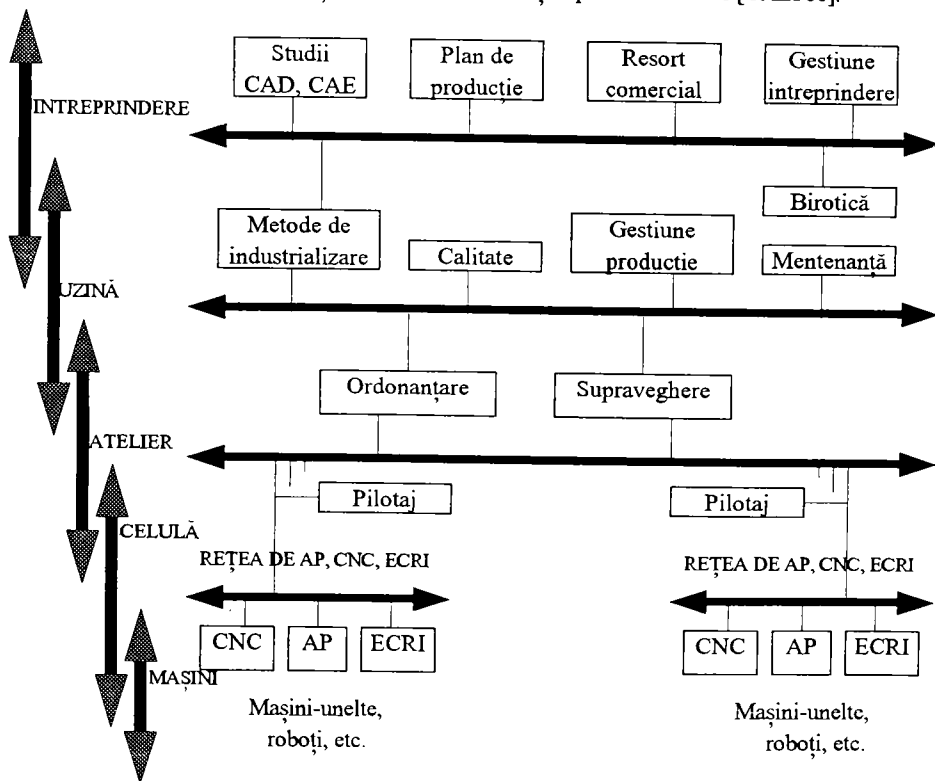 Studii
CAD, CAE
Plan de
producție
Resort
comercial
Gestiune
intreprindere
INTREPRINDERE
Birotică
Metode de
industrializare
Calitate
Gestiune
productie
Mentenanță
UZINĂ
Ordonanțare
Supraveghere
ATELIER
Pilotaj
Pilotaj
CELULĂ
REȚEA DE AP, CNC, ECRI
REȚEA DE AP, CNC, ECRI
CNC
AP
ECRI
CNC
AP
ECRI
MAȘINI
Mașini-unelte,
roboți, etc.
Mașini-unelte,
roboți, etc.